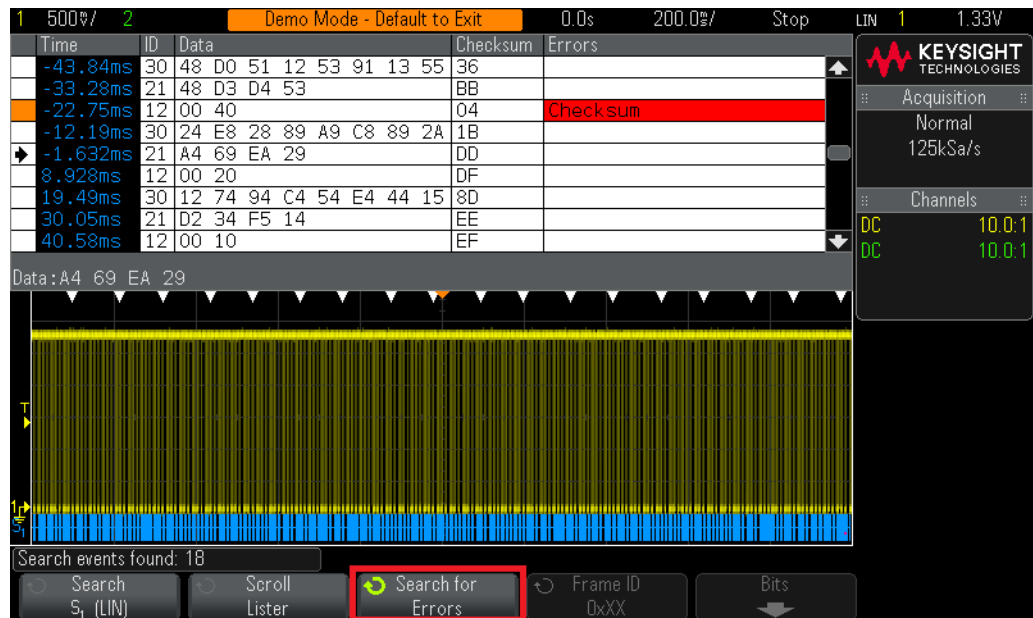 1 500mV/ 2 Demo Mode - Default to Exit 0.0s 200.0ms/ Stop LIN 1 1.33V
Time ID Data Checksum Errors
-43.84ms 30 48 D0 51 12 53 91 13 55 36
-33.28ms 21 48 D3 D4 53 BB
-22.75ms 12 00 40 04 Checksum
-12.19ms 30 24 E8 28 89 A9 C8 89 2A 1B
-1.632ms 21 A4 69 EA 29 DD
8.928ms 12 00 20 DF
19.49ms 30 12 74 94 C4 54 E4 44 15 8D
30.05ms 21 D2 34 F5 14 EE
40.58ms 12 00 10 EF
Data:A4 69 EA 29
KEYSIGHT
TECHNOLOGIES
Acquisition
Normal
125kSa/s
Channels
DC 10.0:1
DC 10.0:1
T
1
S1
Search events found: 18
Search
S1 (LIN)
Scroll
Lister
Search for
Errors
Frame ID
0xXX
Bits